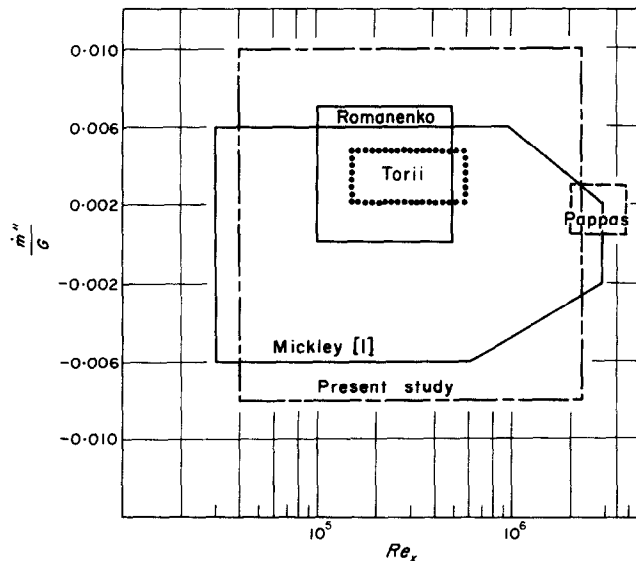 0·010
0·006
0·002
-0·002
-0·006
-0·010
ṁ″
G
Romanenko
Torii
Pappas
Mickley [1]
Present study
10⁵
10⁶
Reₓ